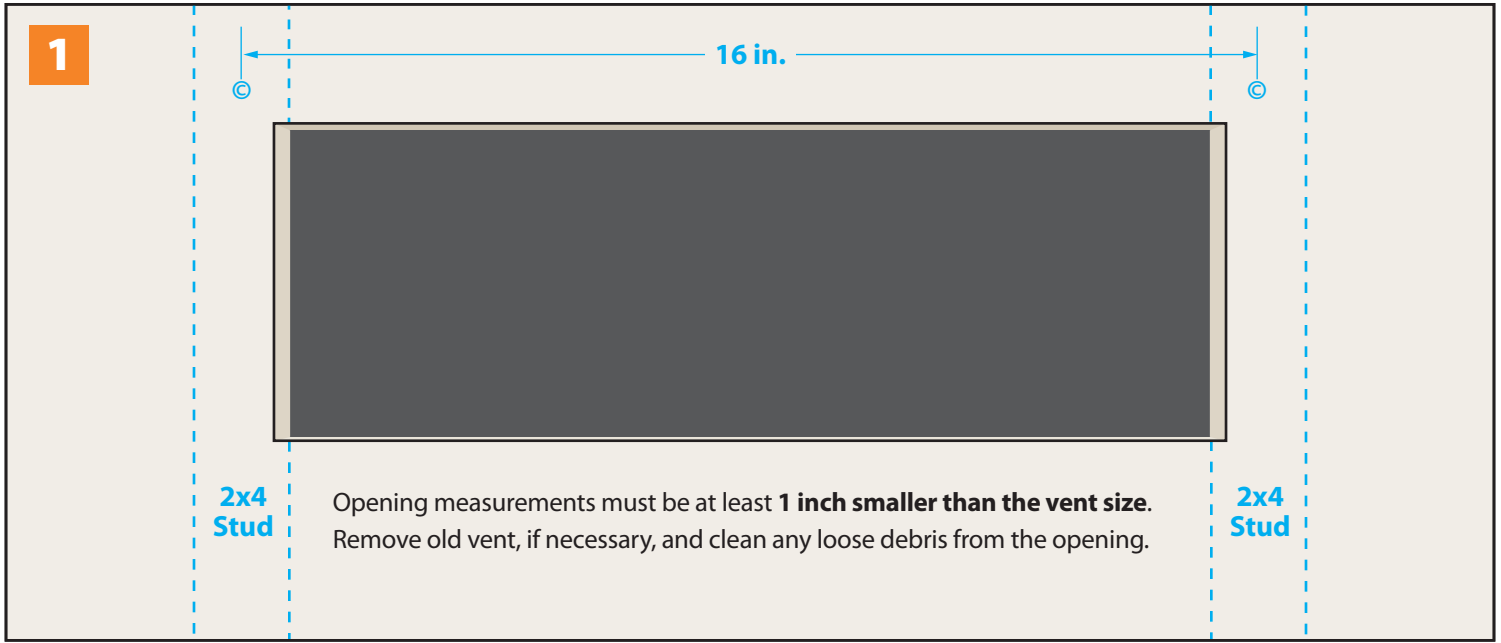 1
16 in.
© ©
2x4 Stud
Opening measurements must be at least 1 inch smaller than the vent size.
Remove old vent, if necessary, and clean any loose debris from the opening.
2x4 Stud